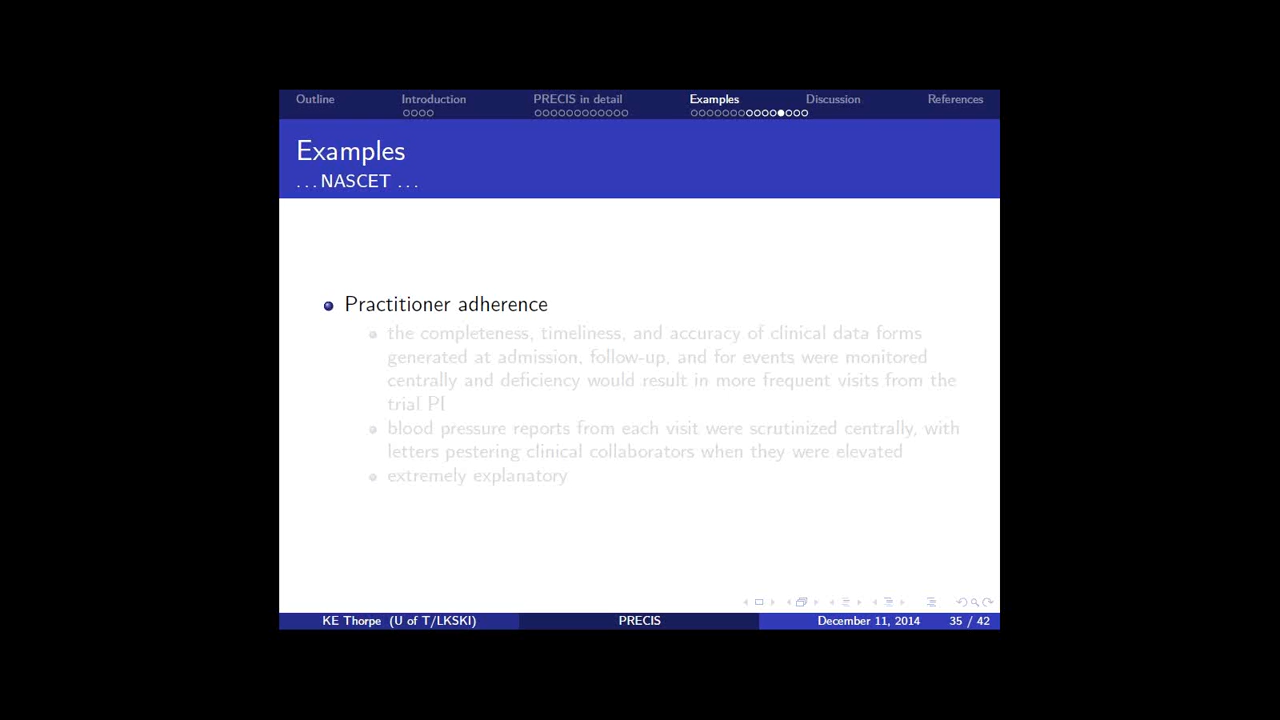 Outline Introduction PRECIS in detail Examples Discussion References
Examples
...NASCET ...
Practitioner adherence
the completeness, timeliness, and accuracy of clinical data forms
generated at admission, follow-up, and for events were monitored
centrally and deficiency would result in more frequent visits from the
trial PI
blood pressure reports from each visit were scrutinized centrally, with
letters pestering clinical collaborators when they were elevated
extremely explanatory
KE Thorpe (U of T/LKSKI) PRECIS December 11, 2014 35 / 42